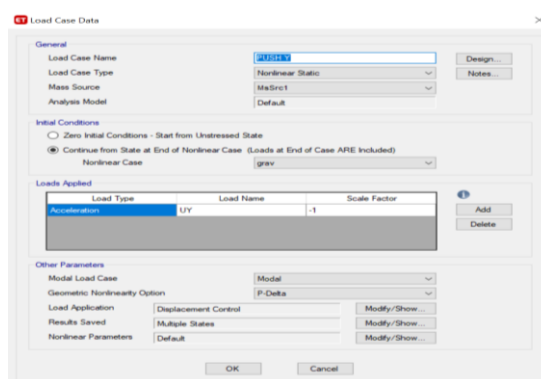 ET Load Case Data
General
Load Case Name PUSH Y Design...
Load Case Type Nonlinear Static Notes...
Mass Source MsSrc1
Analysis Model Default
Initial Conditions
Zero Initial Conditions - Start from Unstressed State
Continue from State at End of Nonlinear Case (Loads at End of Case ARE Included)
Nonlinear Case grav
Loads Applied
Load Type Load Name Scale Factor
Acceleration UY -1 Add
Delete
Other Parameters
Modal Load Case Modal
Geometric Nonlinearity Option P-Delta
Load Application Displacement Control Modify/Show...
Results Saved Multiple States Modify/Show...
Nonlinear Parameters Default Modify/Show...
OK Cancel